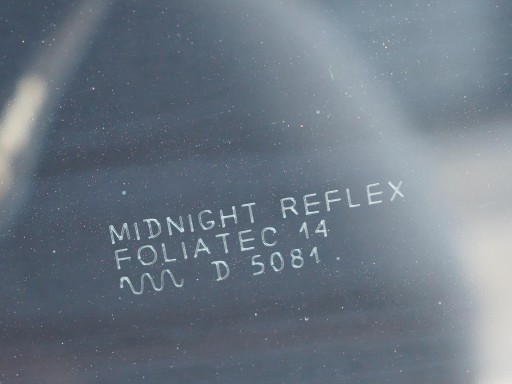 MIDNIGHT REFLEX
FOLIATEC 14
D 5081